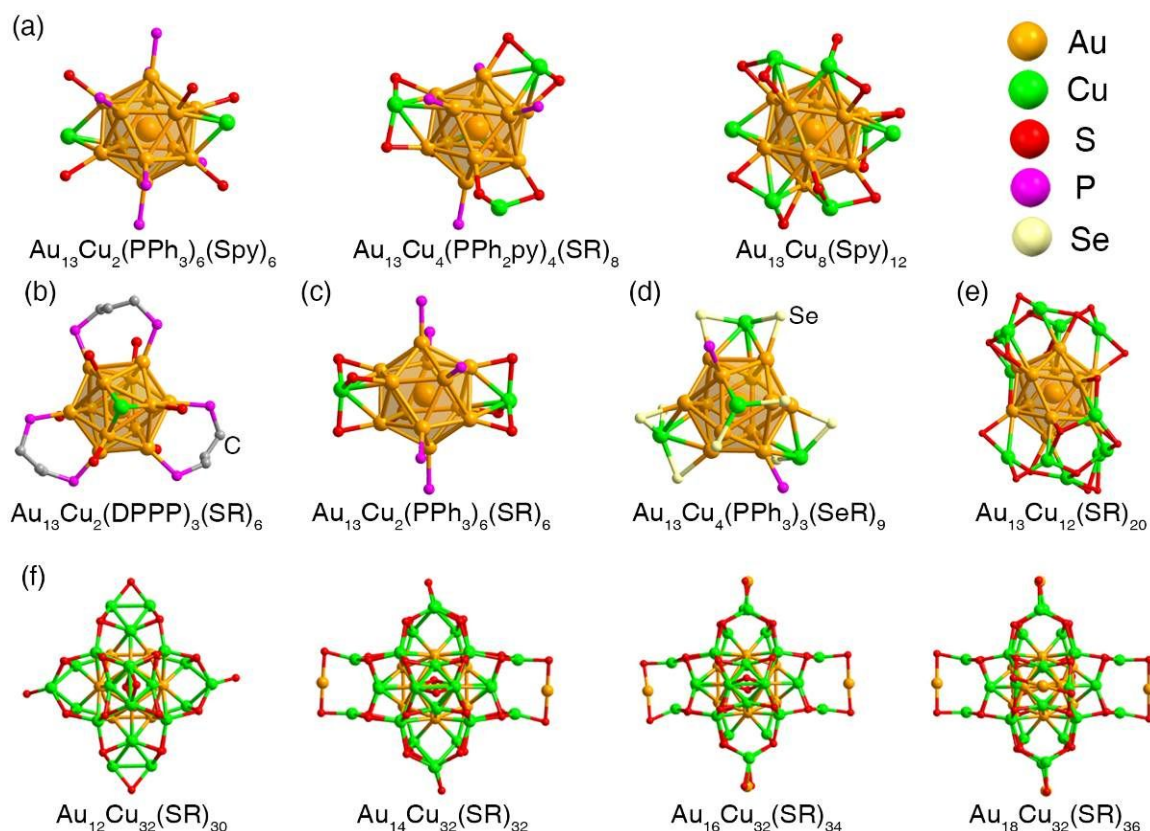 (a)
Au
Cu
S
P
Se
Au₁₃Cu₂(PPh₃)₆(Spy)₆
Au₁₃Cu₄(PPh₂py)₄(SR)₈
Au₁₃Cu₈(Spy)₁₂
(b)
(c)
(d)
(e)
Se
C
Au₁₃Cu₂(DPPP)₃(SR)₆
Au₁₃Cu₂(PPh₃)₆(SR)₆
Au₁₃Cu₄(PPh₃)₃(SeR)₉
Au₁₃Cu₁₂(SR)₂₀
(f)
Au₁₂Cu₃₂(SR)₃₀
Au₁₄Cu₃₂(SR)₃₂
Au₁₆Cu₃₂(SR)₃₄
Au₁₈Cu₃₂(SR)₃₆